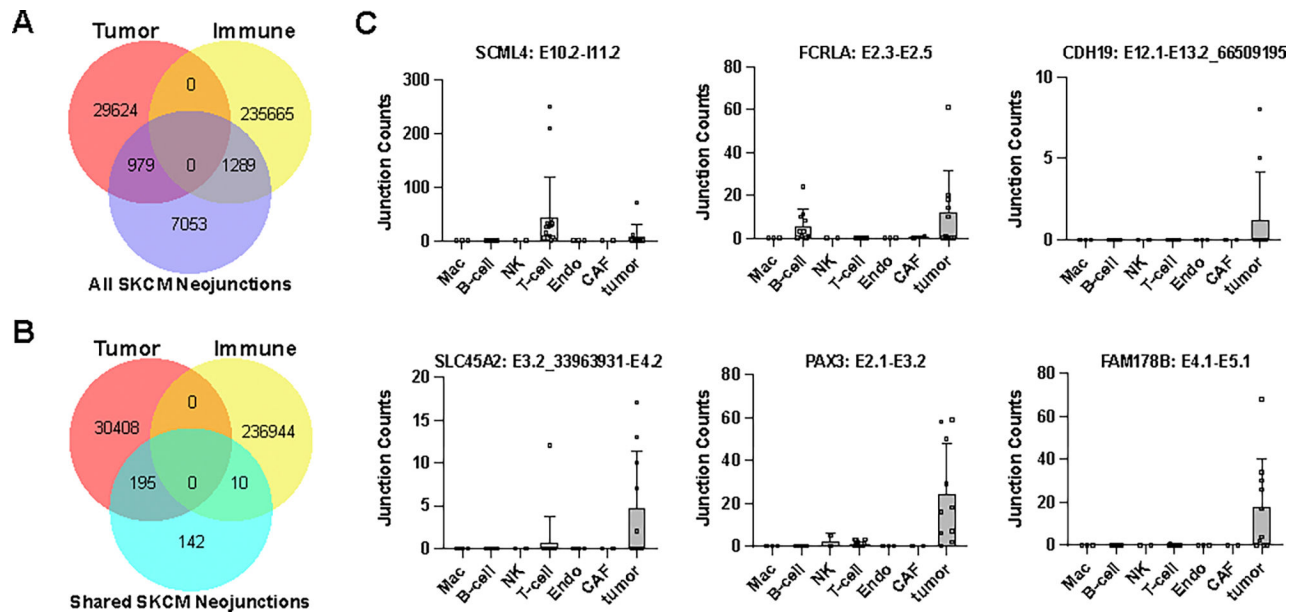 A
Tumor Immune
0
29624 235665
979 0 1289
7053
All SKCM Neojunctions
B
Tumor Immune
0
30408 236944
195 0 10
142
Shared SKCM Neojunctions
C
SCML4: E10.2-I11.2
Junction Counts
300
200
100
0
Mac B-cell NK T-cell Endo CAF tumor
FCRLA: E2.3-E2.5
Junction Counts
80
60
40
20
0
Mac B-cell NK T-cell Endo CAF tumor
CDH19: E12.1-E13.2_66509195
Junction Counts
10
5
0
Mac B-cell NK T-cell Endo CAF tumor
SLC45A2: E3.2_33963931-E4.2
Junction Counts
20
15
10
5
0
Mac B-cell NK T-cell Endo CAF tumor
PAX3: E2.1-E3.2
Junction Counts
80
60
40
20
0
Mac B-cell NK T-cell Endo CAF tumor
FAM178B: E4.1-E5.1
Junction Counts
80
60
40
20
0
Mac B-cell NK T-cell Endo CAF tumor